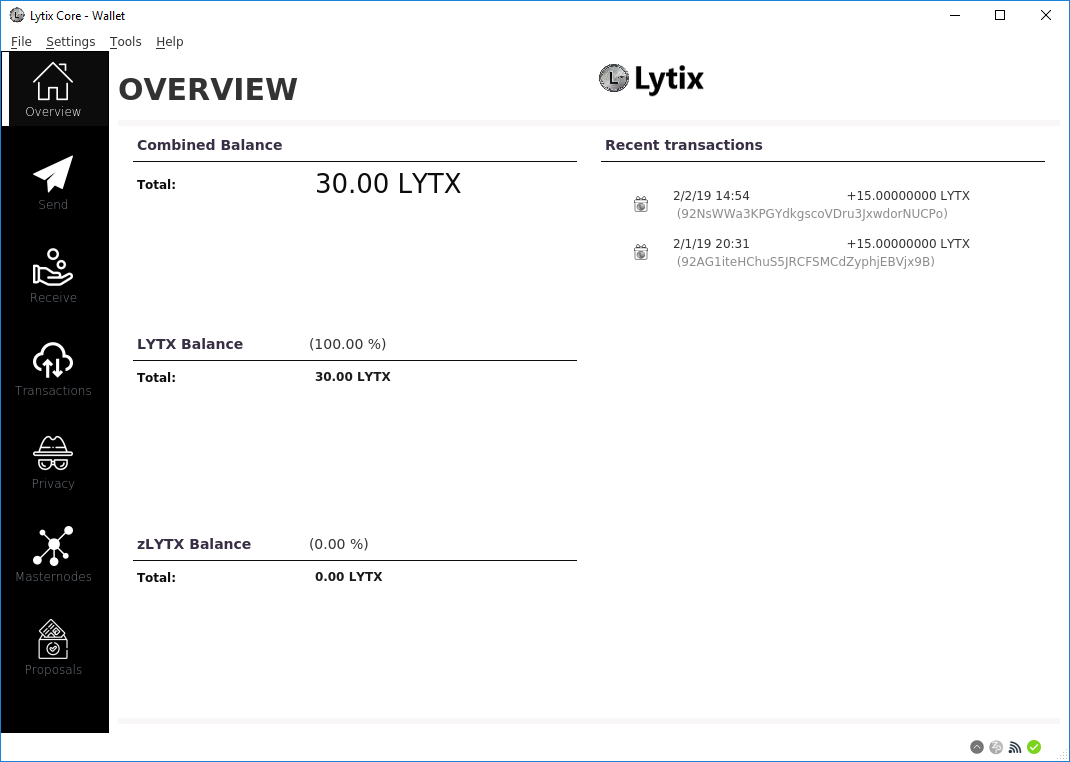 Lytix Core - Wallet
File Settings Tools Help
Overview
Send
Receive
Transactions
Privacy
Masternodes
Proposals
OVERVIEW
Lytix
Combined Balance
Total: 30.00 LYTX
LYTX Balance (100.00 %)
Total: 30.00 LYTX
zLYTX Balance (0.00 %)
Total: 0.00 LYTX
Recent transactions
2/2/19 14:54 +15.00000000 LYTX
(92NsWWa3KPGYdkgscoVDru3JxwdorNUCPo)
2/1/19 20:31 +15.00000000 LYTX
(92AG1iteHChuS5JRCFSMCdZyphjEBVjx9B)